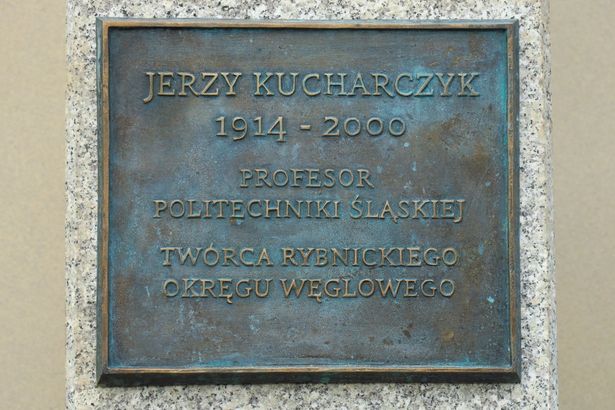 JERZY KUCHARCZYK
1914 - 2000
PROFESOR
POLITECHNIKI ŚLĄSKIEJ
TWÓRCA RYBNICKIEGO
OKRĘGU WĘGLOWEGO